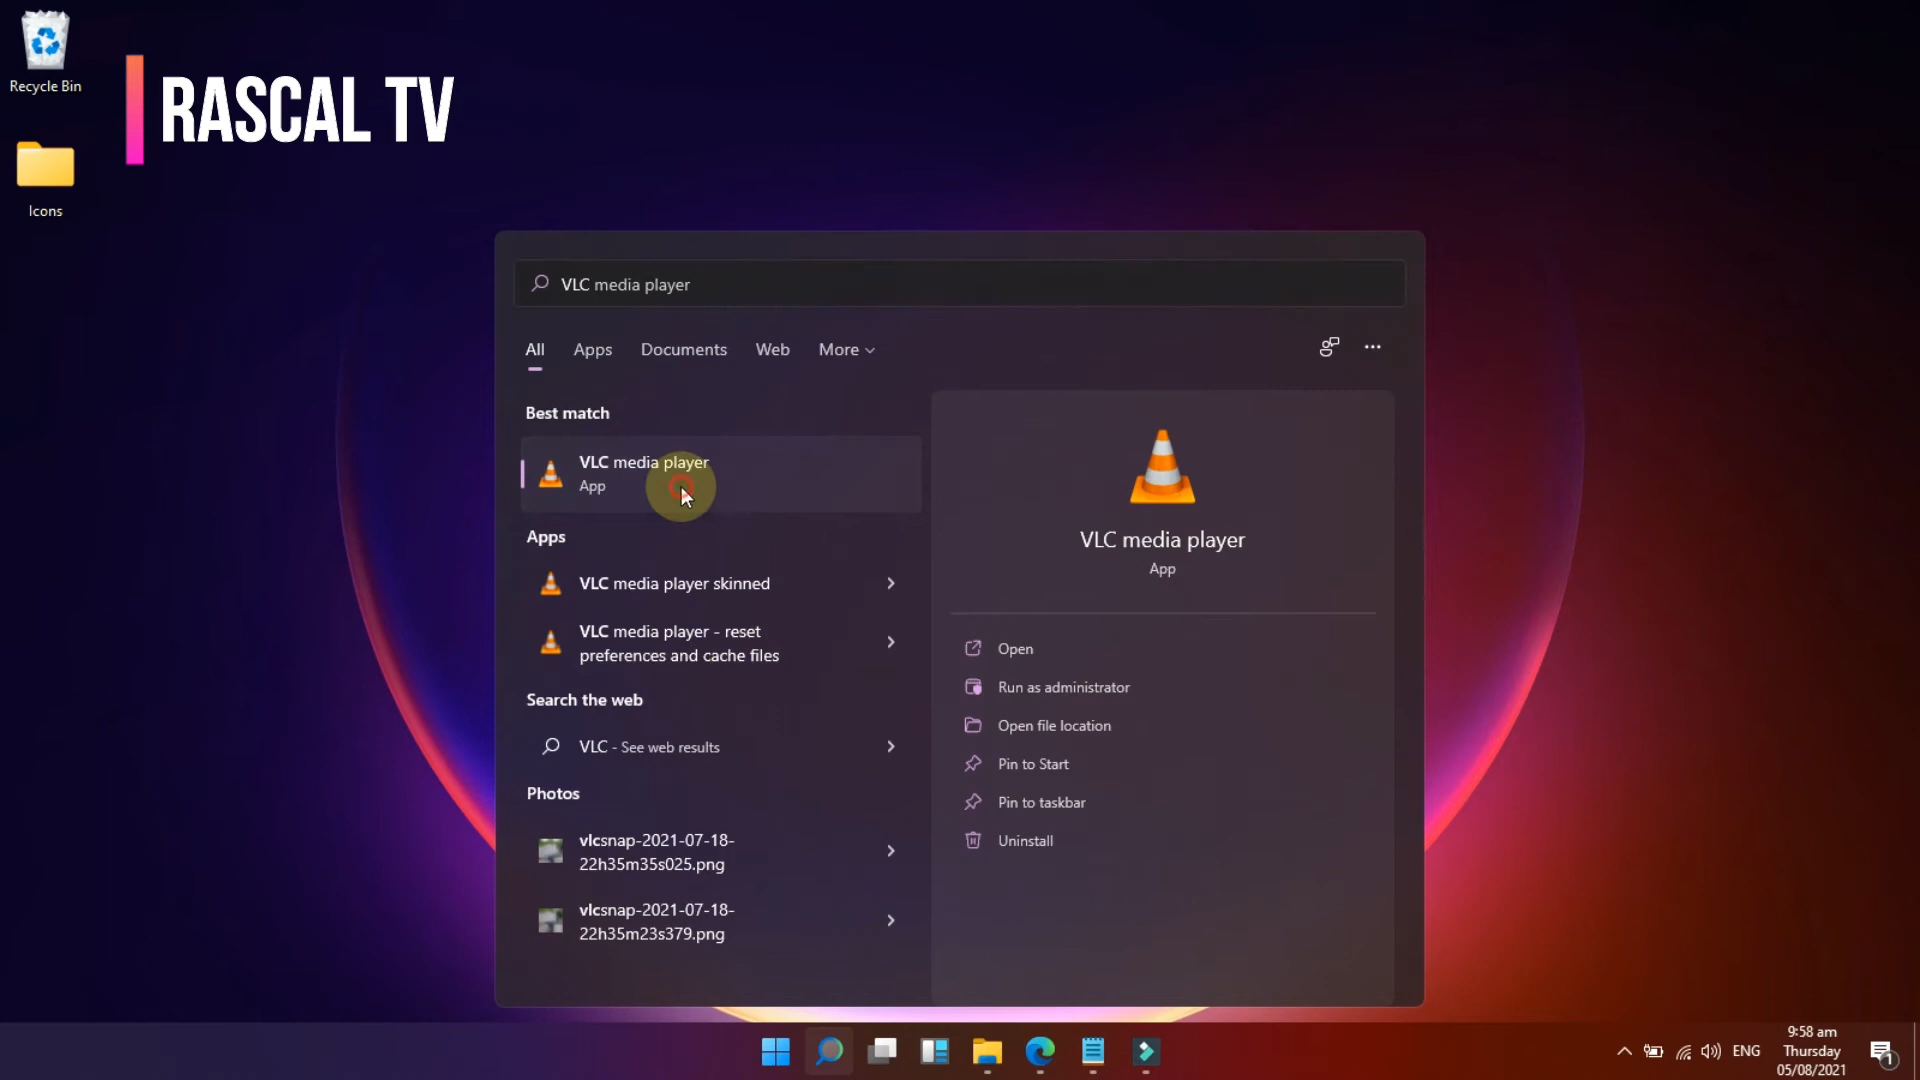 Recycle Bin
RASCAL TV
Icons
VLC media player
All
Apps
Documents
Web
More
Best match
VLC media player
App
Apps
VLC media player skinned
VLC media player - reset
preferences and cache files
Search the web
VLC - See web results
Photos
vlcsnap-2021-07-18-
22h35m35s025.png
vlcsnap-2021-07-18-
22h35m23s379.png
VLC media player
App
Open
Run as administrator
Open file location
Pin to Start
Pin to taskbar
Uninstall
ENG
9:58 am
Thursday
05/08/2021
1